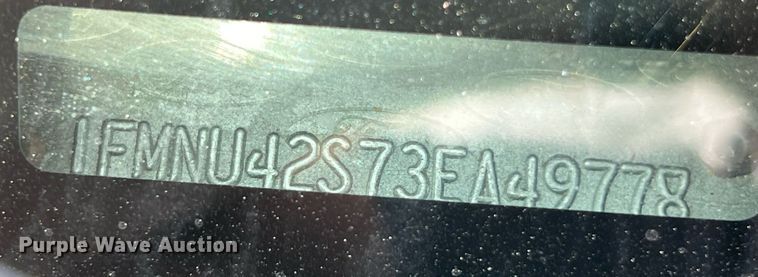 1FMNU42S73EA49778
Purple Wave Auction